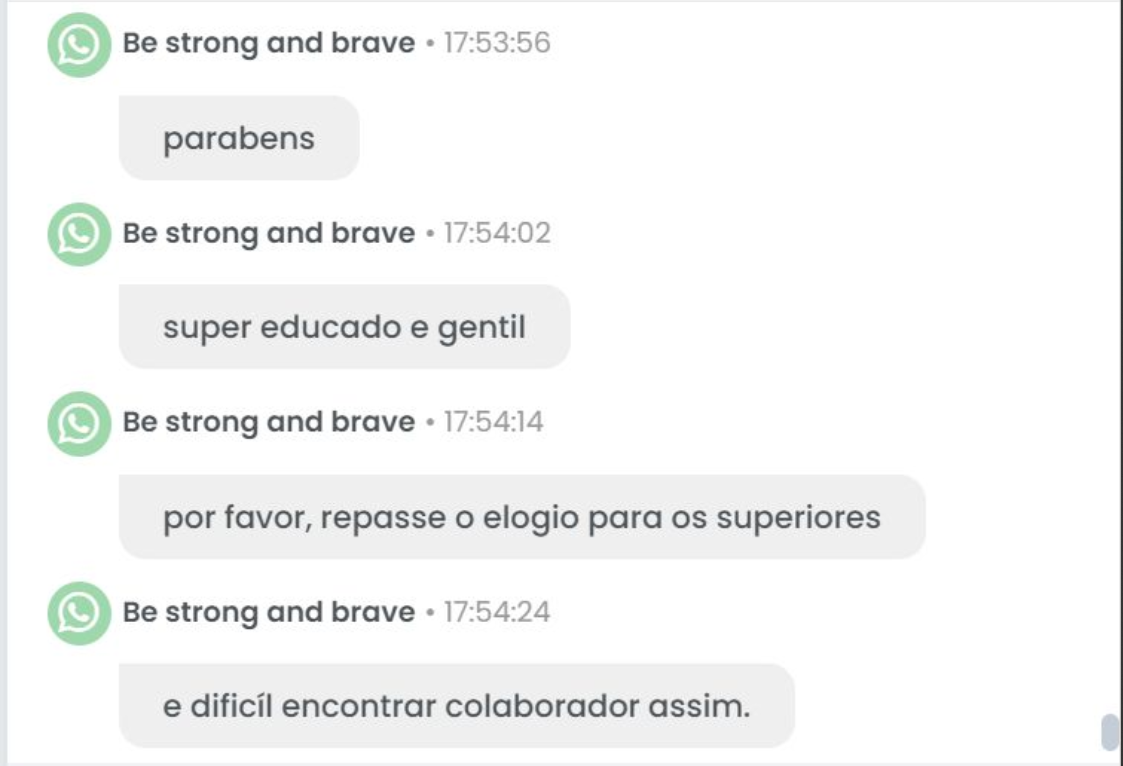 Be strong and brave • 17:53:56
parabens
Be strong and brave • 17:54:02
super educado e gentil
Be strong and brave • 17:54:14
por favor, repasse o elogio para os superiores
Be strong and brave • 17:54:24
e dificíl encontrar colaborador assim.